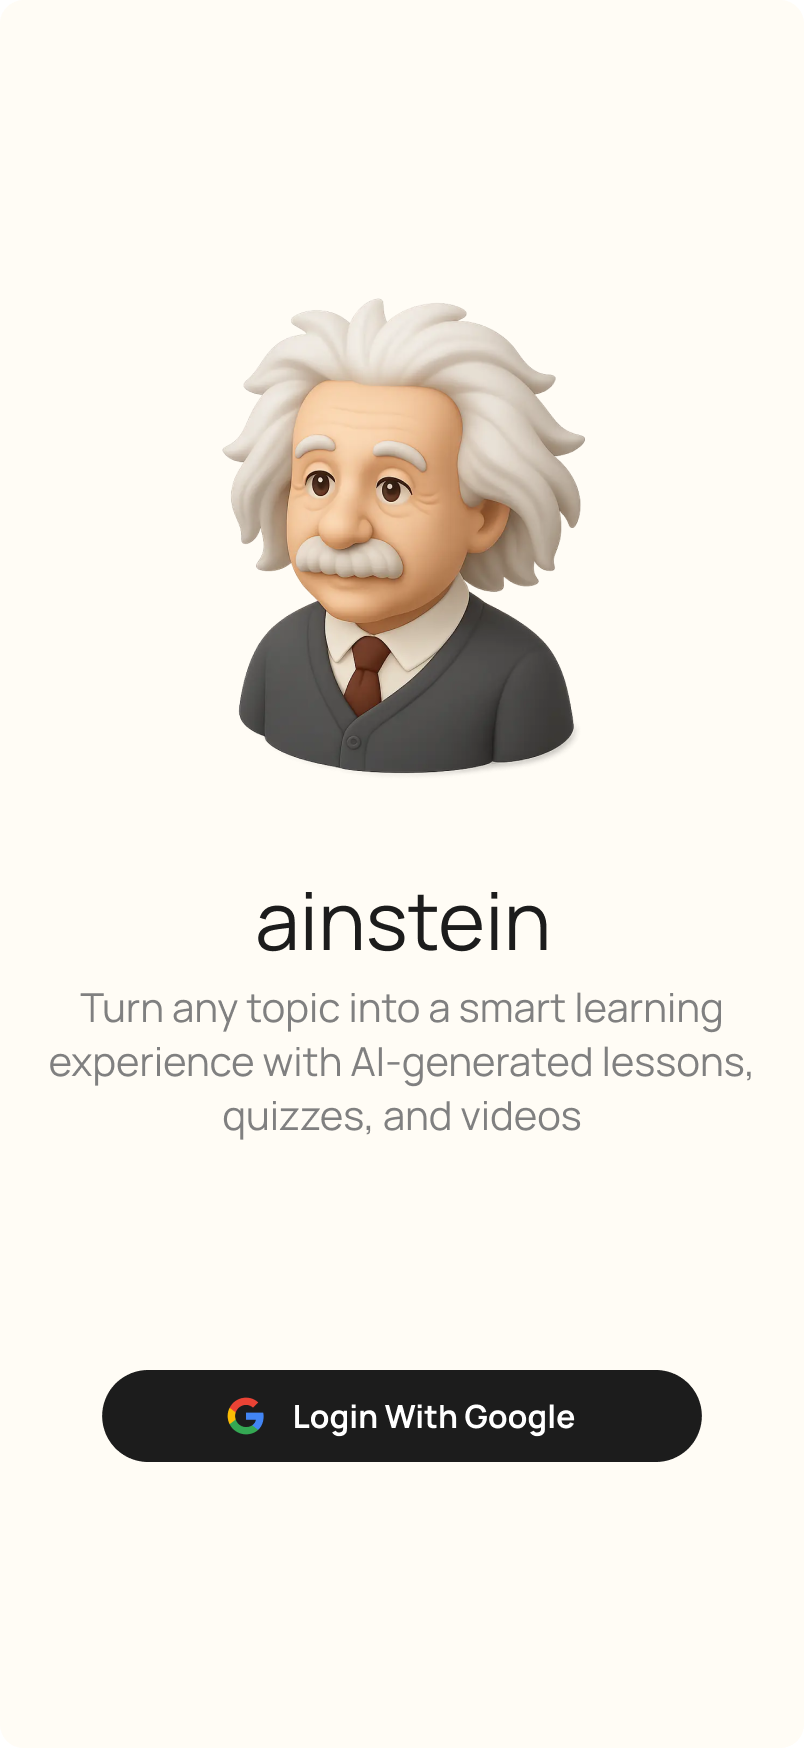 ainstein
Turn any topic into a smart learning
experience with AI-generated lessons,
quizzes, and videos
Login With Google